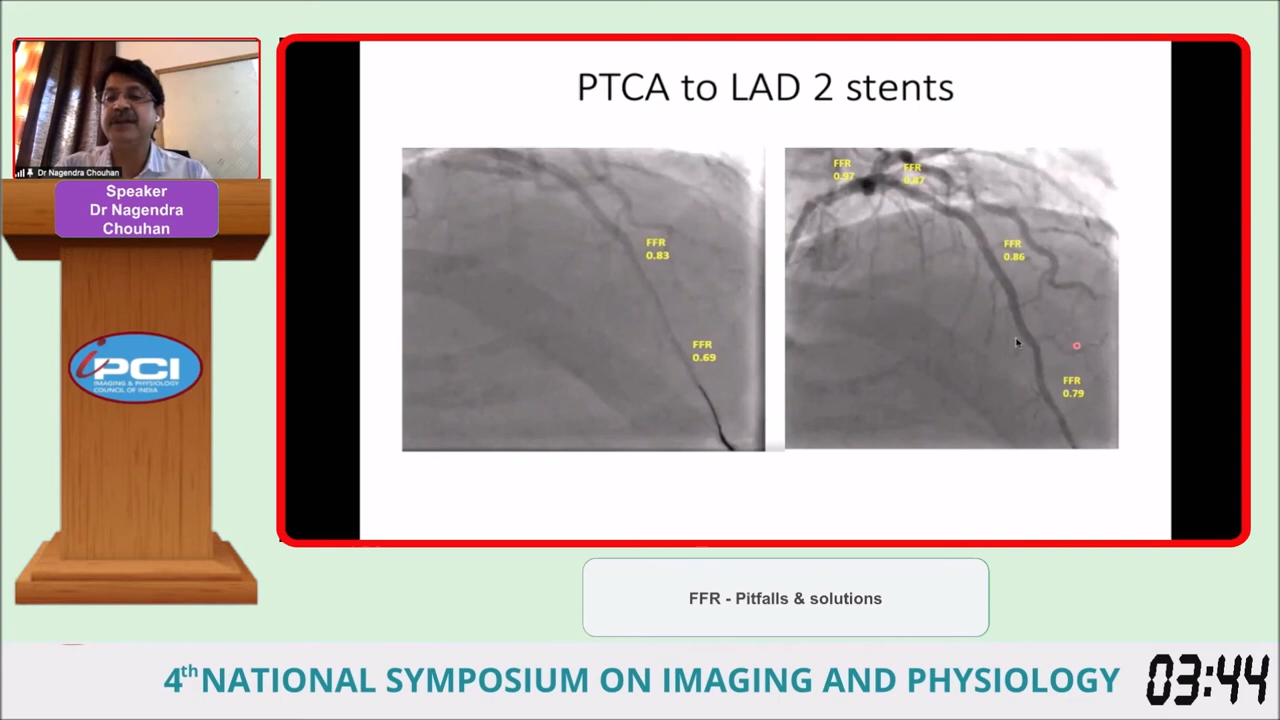 Dr Nagendra Chouhan
Speaker
Dr Nagendra
Chouhan
iPCI
IMAGING & PHYSIOLOGY
COUNCIL OF INDIA
PTCA to LAD 2 stents
FFR
0.83
FFR
0.69
FFR
0.97
FFR
0.87
FFR
0.86
FFR
0.79
FFR - Pitfalls & solutions
4th NATIONAL SYMPOSIUM ON IMAGING AND PHYSIOLOGY
03:44